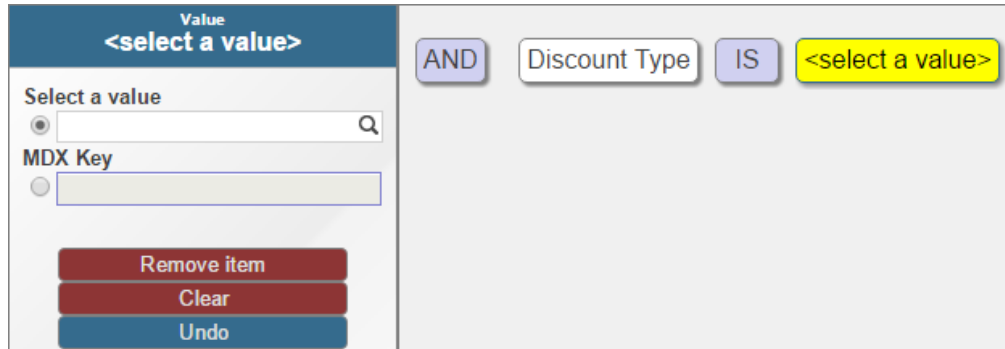 Value
<select a value>
Select a value
MDX Key
Remove item
Clear
Undo
AND Discount Type IS <select a value>